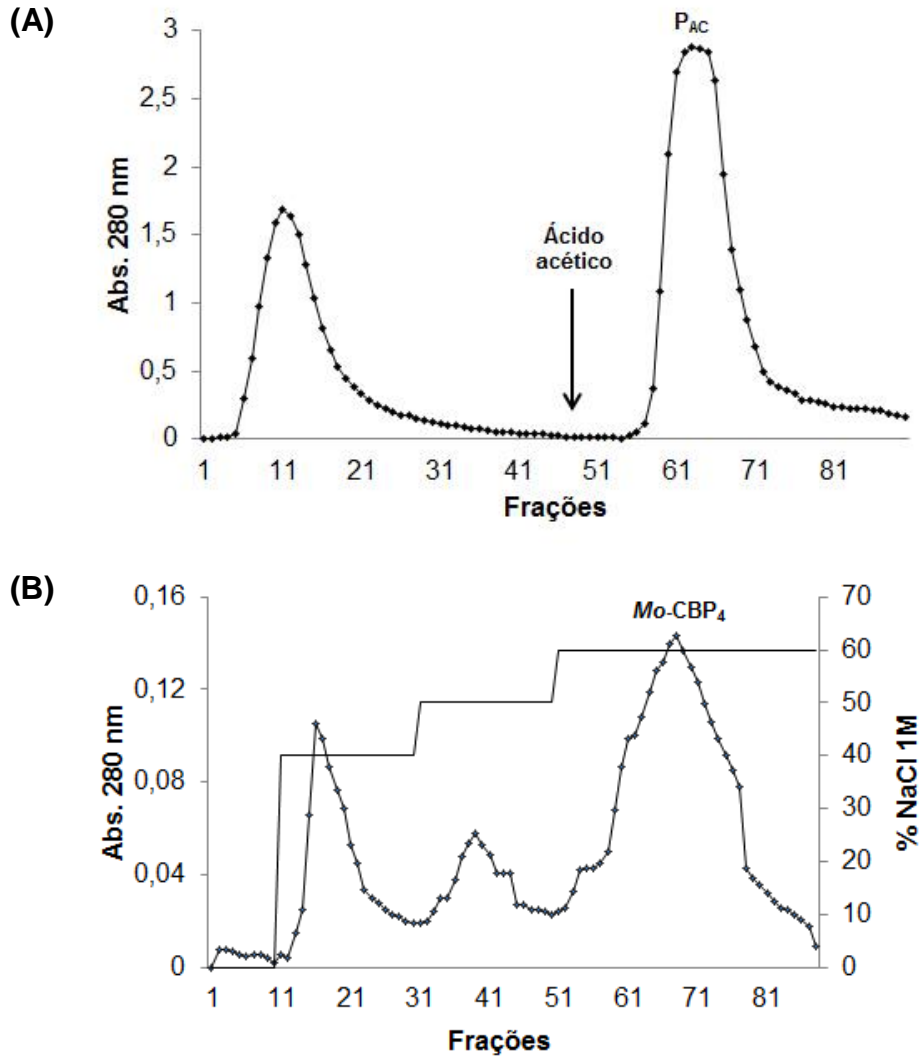 (A)
P_AC
3
2,5
2
1,5
1
0,5
0
Abs. 280 nm
Ácido
acético
1 11 21 31 41 51 61 71 81
Frações
(B)
Mo-CBP₄
0,16
0,12
0,08
0,04
0
Abs. 280 nm
70
60
50
40
30
20
10
0
% NaCl 1M
1 11 21 31 41 51 61 71 81
Frações